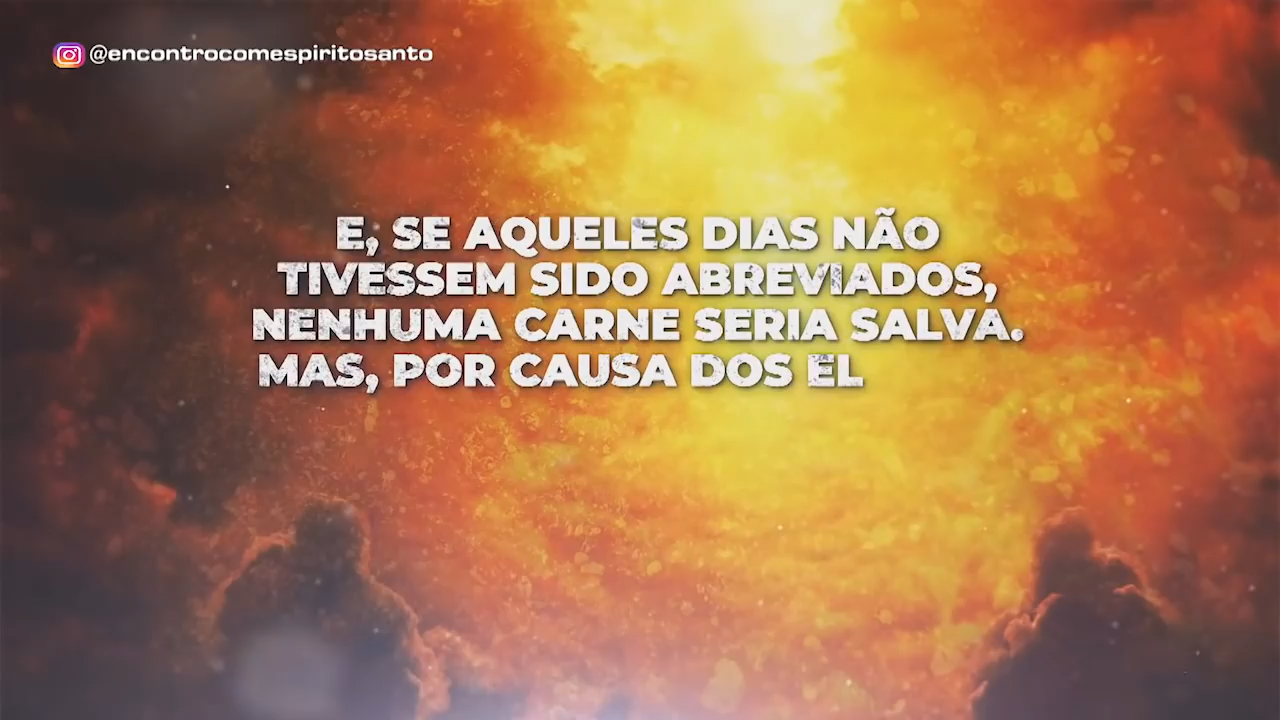 @encontrocomespiritosanto
E, SE AQUELES DIAS NÃO
TIVESSEM SIDO ABREVIADOS,
NENHUMA CARNE SERIA SALVA.
MAS, POR CAUSA DOS EL